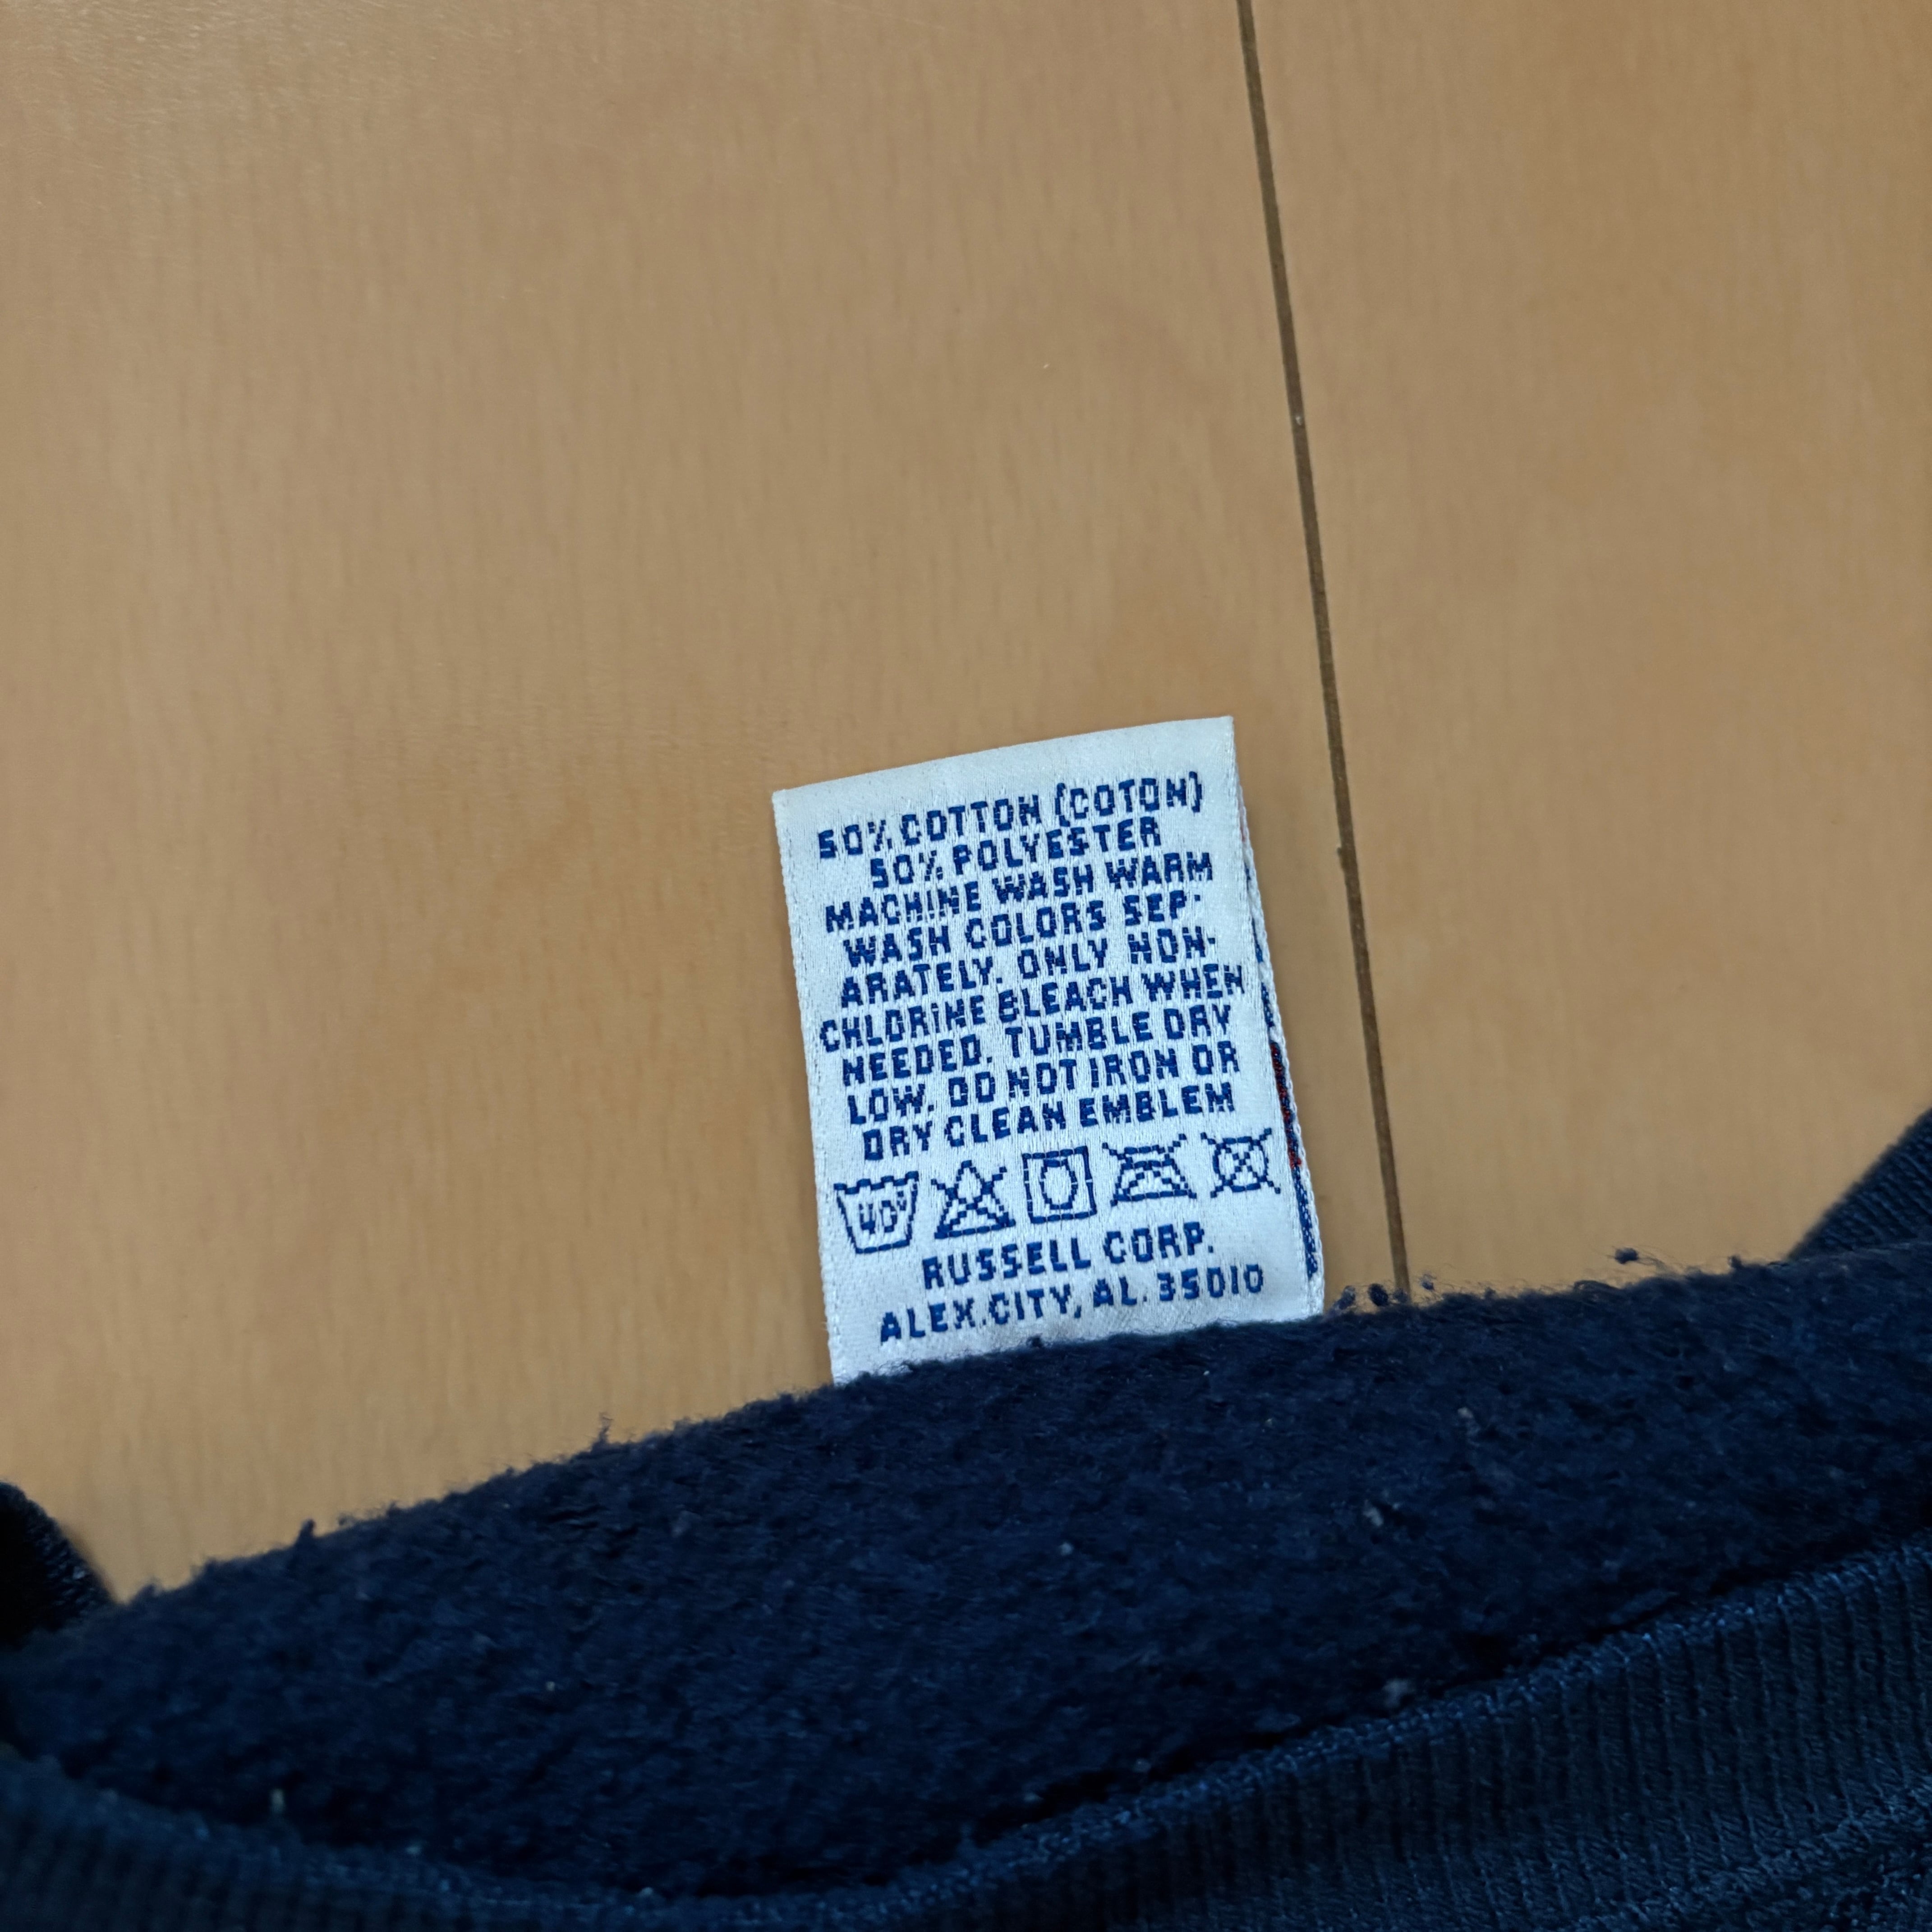 50% COTTON (COTON)
50% POLYESTER
MACHINE WASH WARM
WASH COLORS SEP-
ARATELY. ONLY NON-
CHLORINE BLEACH WHEN
NEEDED. TUMBLE DRY
LOW. DO NOT IRON OR
DRY CLEAN EMBLEM
40°
RUSSELL CORP.
ALEX.CITY, AL. 35010